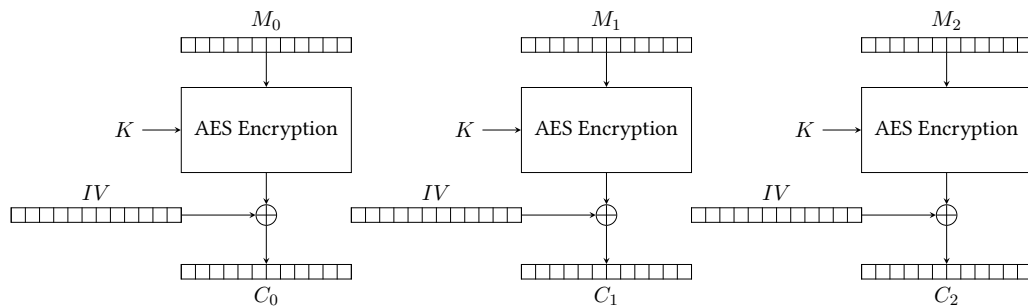 M₀ M₁ M₂
K AES Encryption K AES Encryption K AES Encryption
IV IV IV
C₀ C₁ C₂